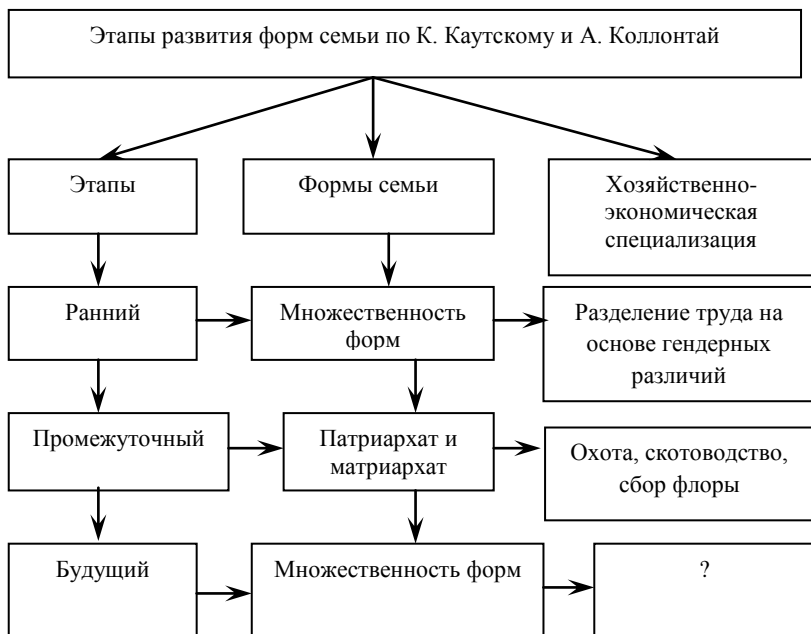 Этапы развития форм семьи по К. Каутскому и А. Коллонтай
Этапы
Формы семьи
Хозяйственно-
экономическая
специализация
Ранний
Множественность
форм
Разделение труда на
основе гендерных
различий
Промежуточный
Патриархат и
матриархат
Охота, скотоводство,
сбор флоры
Будущий
Множественность форм
?